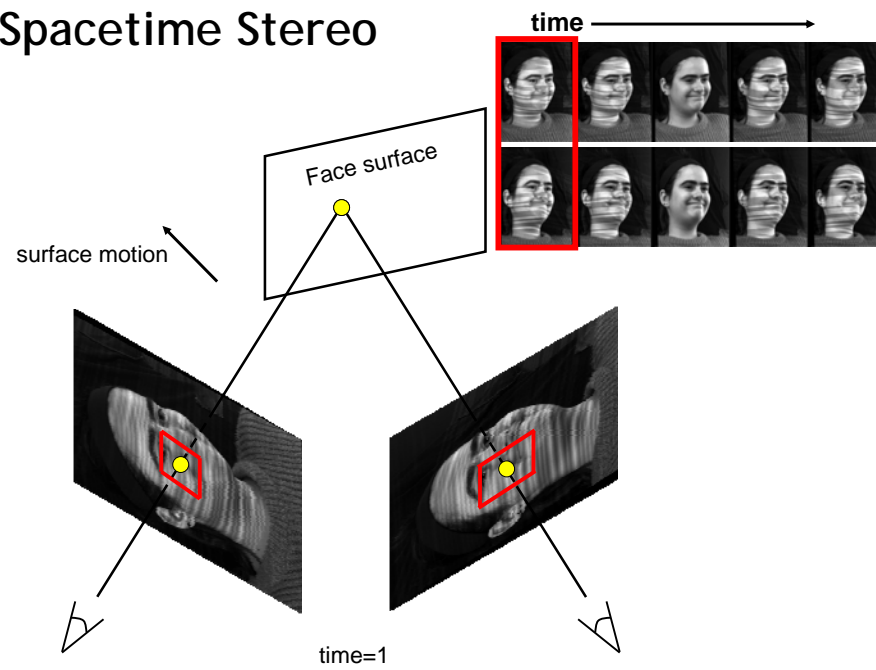 Spacetime Stereo
time
Face surface
surface motion
time=1